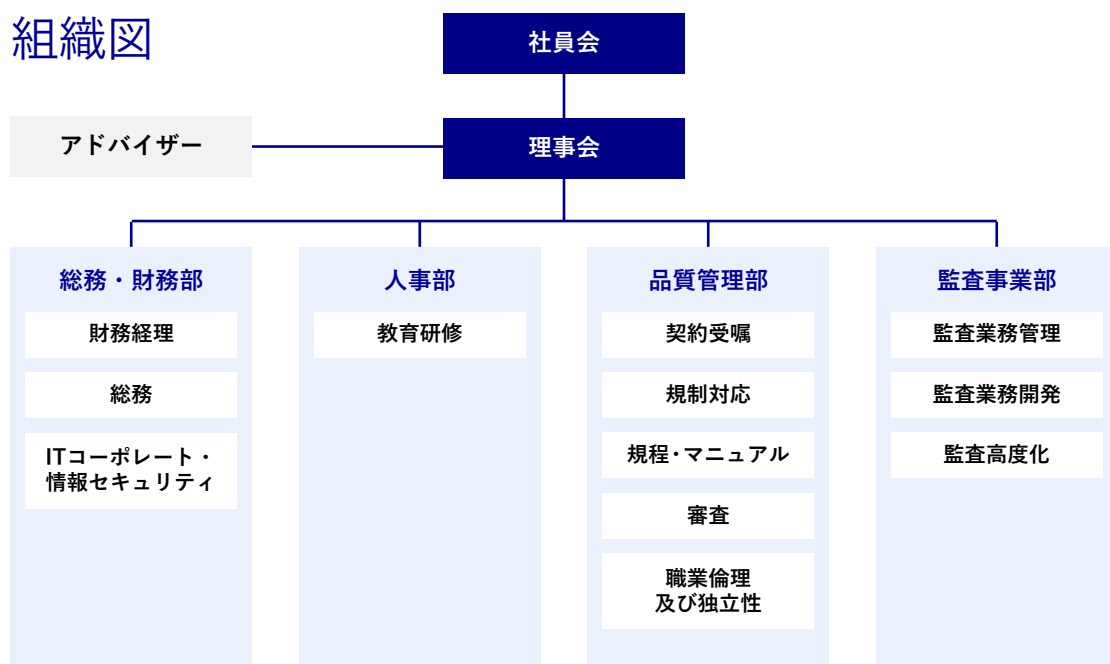 組織図
社員会
アドバイザー
理事会
総務・財務部
財務経理
総務
ITコーポレート・
情報セキュリティ
人事部
教育研修
品質管理部
契約受嘱
規制対応
規程・マニュアル
審査
職業倫理
及び独立性
監査事業部
監査業務管理
監査業務開発
監査高度化